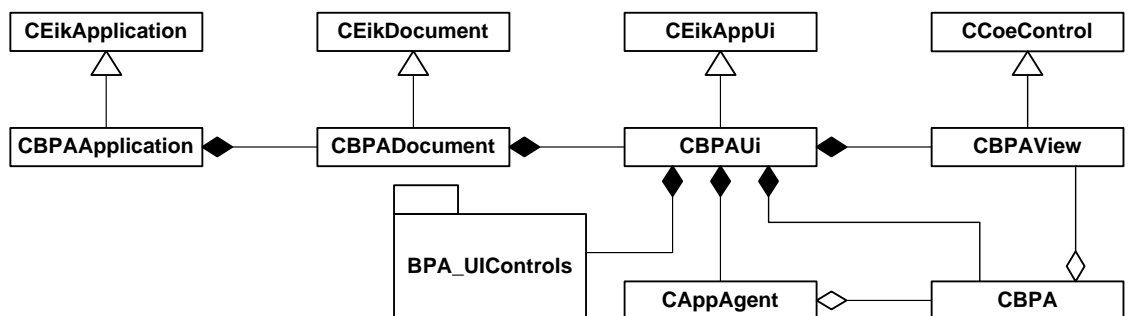 CEikApplication
CEikDocument
CEikAppUi
CCoeControl
CBPAApplication
CBPADocument
CBPAUi
CBPAView
BPA_UIControls
CAppAgent
CBPA